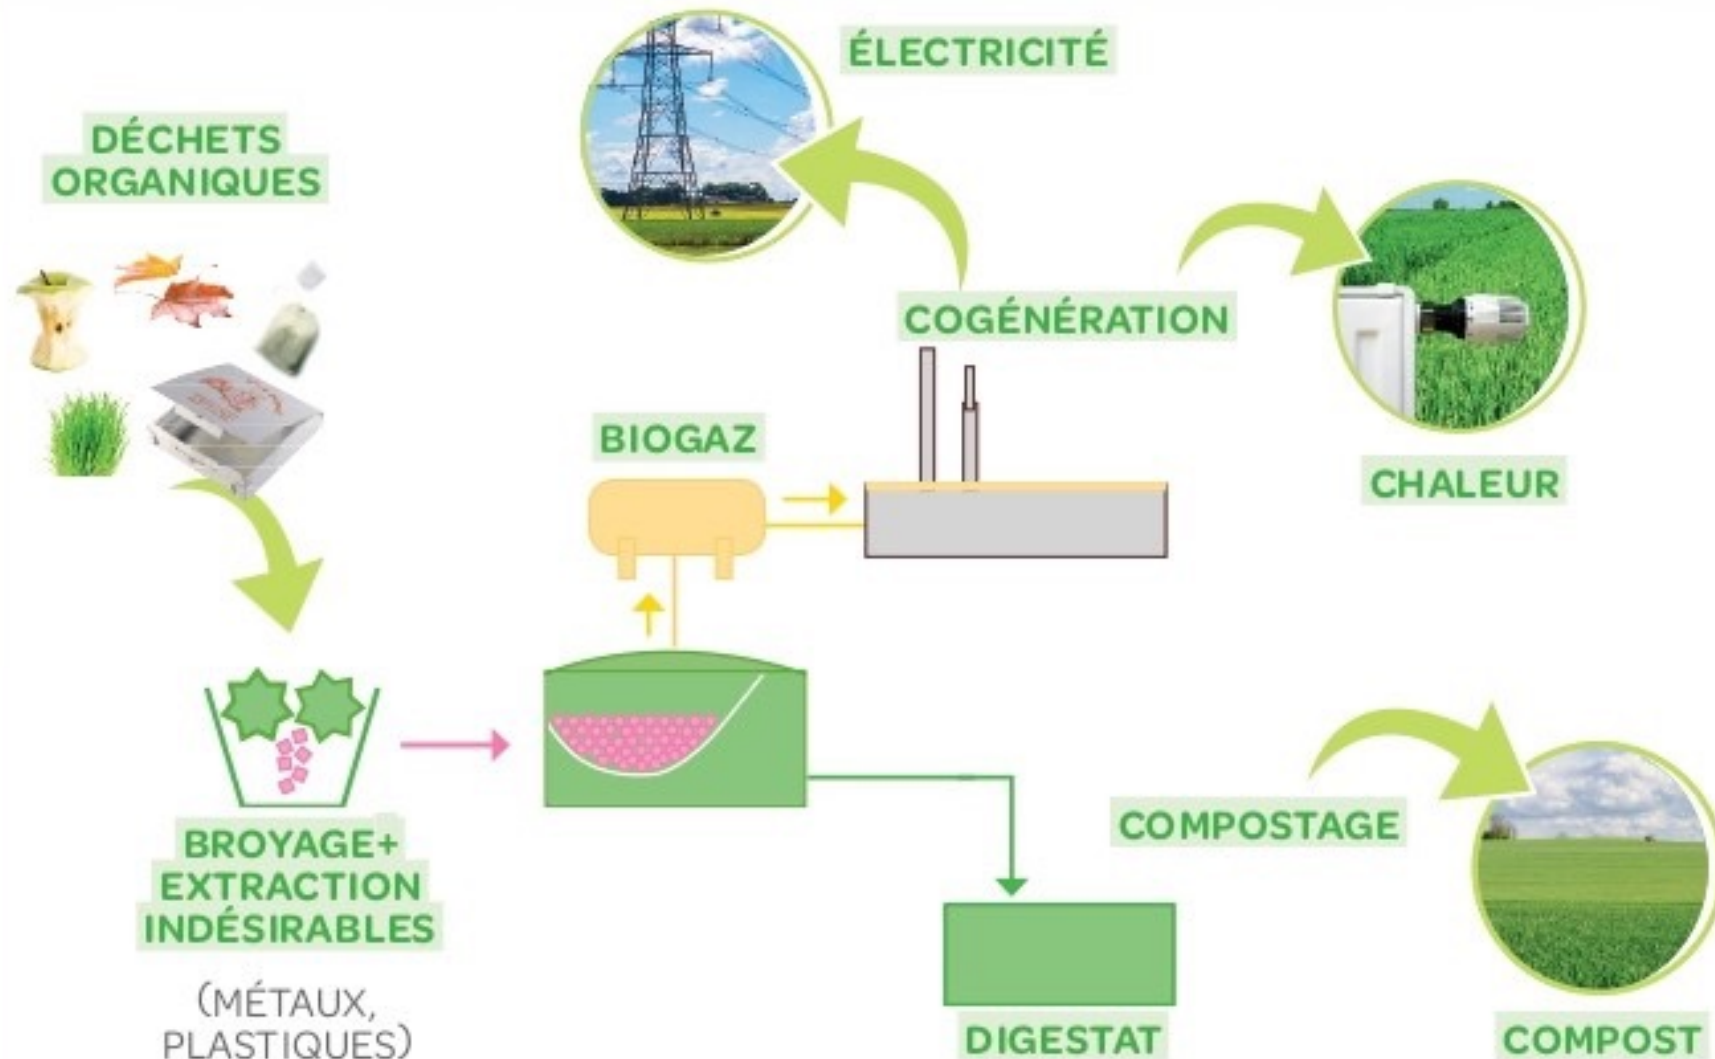 ÉLECTRICITÉ
DÉCHETS
ORGANIQUES
COGÉNÉRATION
BIOGAZ
CHALEUR
BROYAGE+
EXTRACTION
INDÉSIRABLES
(MÉTAUX,
PLASTIQUES)
COMPOSTAGE
DIGESTAT
COMPOST